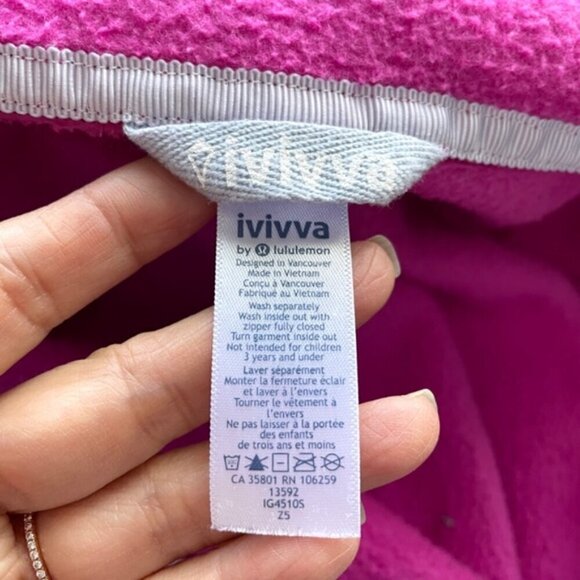 ivivva
ivivva
by lululemon
Designed in Vancouver
Made in Vietnam
Conçu à Vancouver
Fabriqué au Vietnam
Wash separately
Wash inside out with
zipper fully closed
Turn garment inside out
Not intended for children
3 years and under
Laver séparément
Monter la fermeture éclair
et laver à l'envers
Tourner le vêtement à
l'envers
Ne pas laisser à la portée
des enfants
de trois ans et moins
CA 35801 RN 106259
13592
IG4510S
Z5